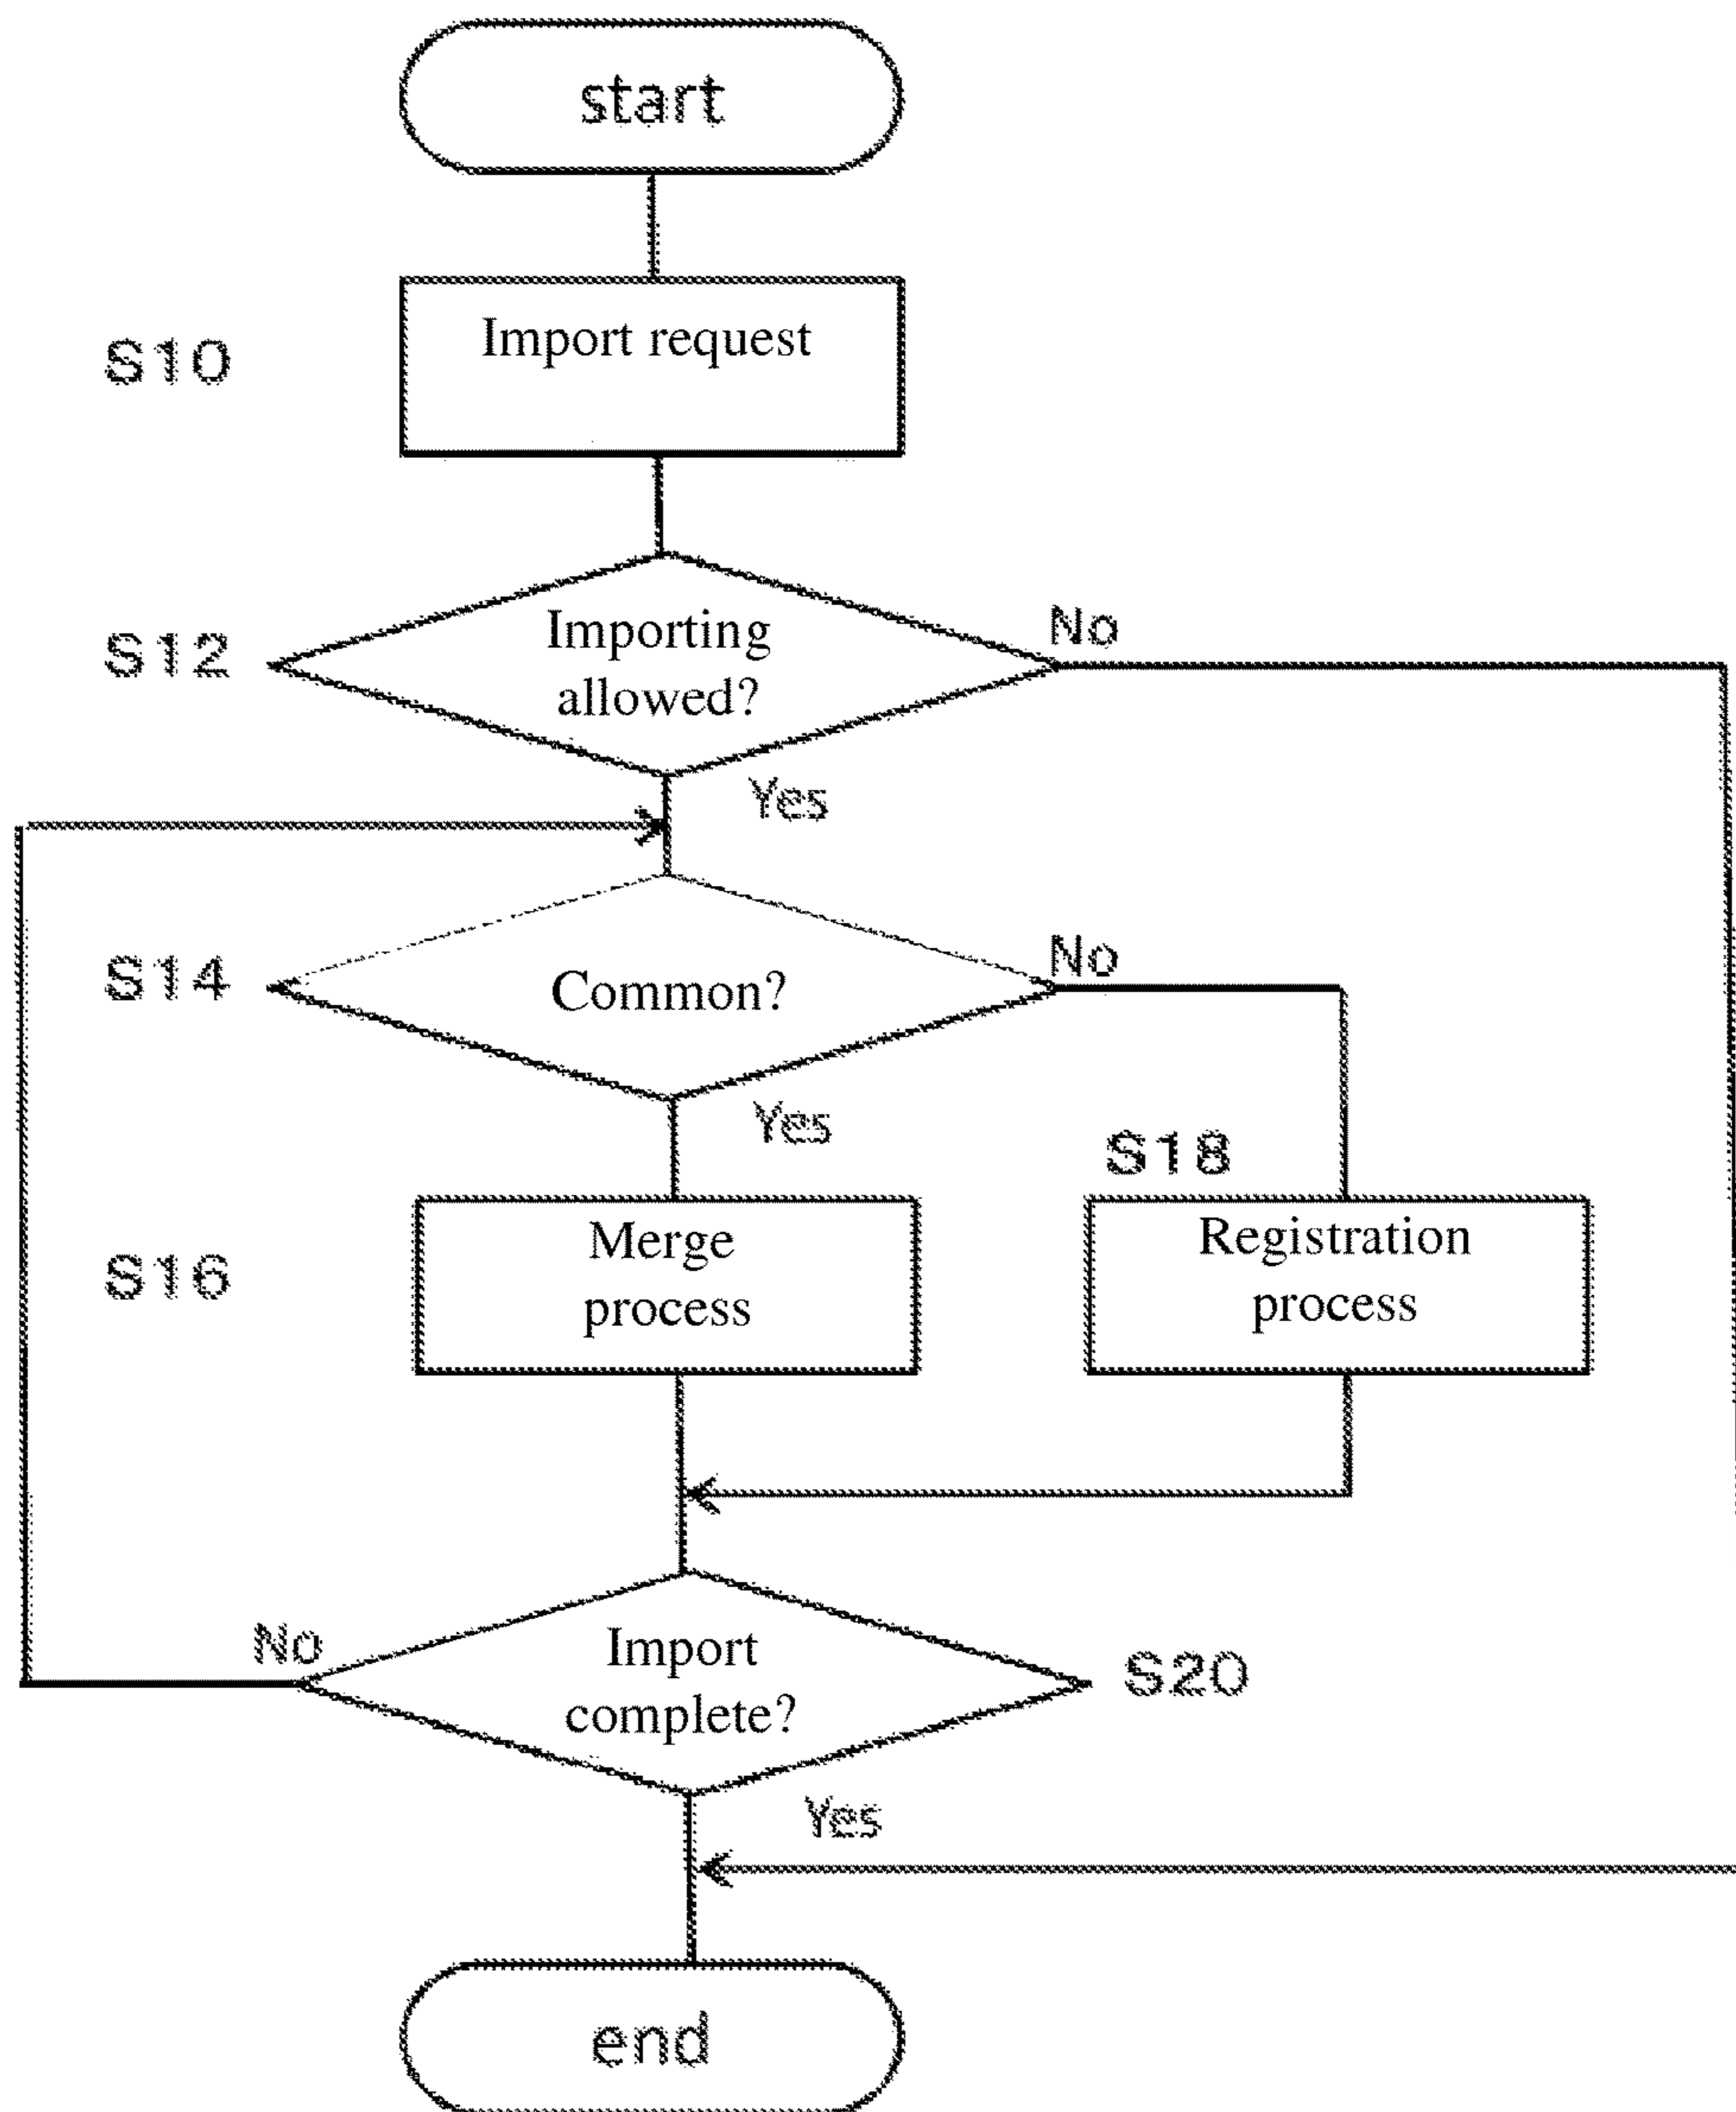 start
S10
Import request
S12
Importing
allowed?
No
Yes
S14
Common?
No
Yes
S18
S16
Merge
process
Registration
process
No
Import
complete?
S20
Yes
end